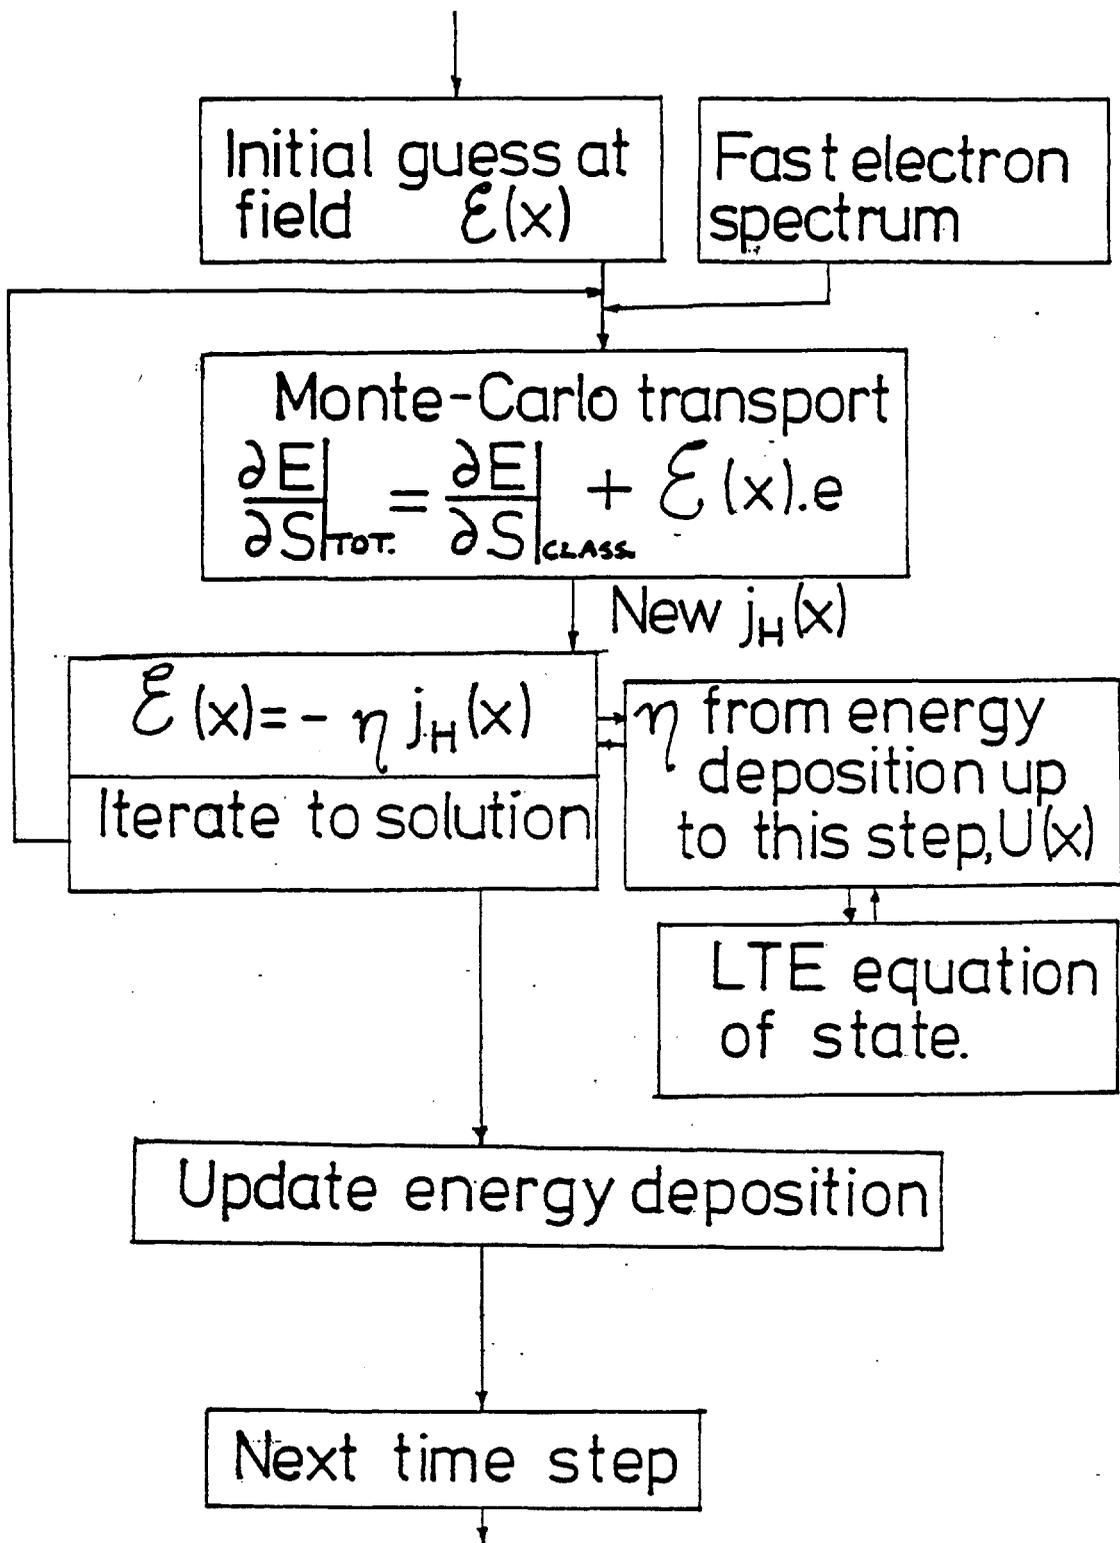 Initial guess at
field ℰ(x)
Fast electron
spectrum
Monte-Carlo transport
∂E/∂S|TOT. = ∂E/∂S|CLASS. + ℰ(x).e
New jH(x)
ℰ(x)= - η jH(x)
Iterate to solution
η from energy
deposition up
to this step,U(x)
LTE equation
of state.
Update energy deposition
Next time step